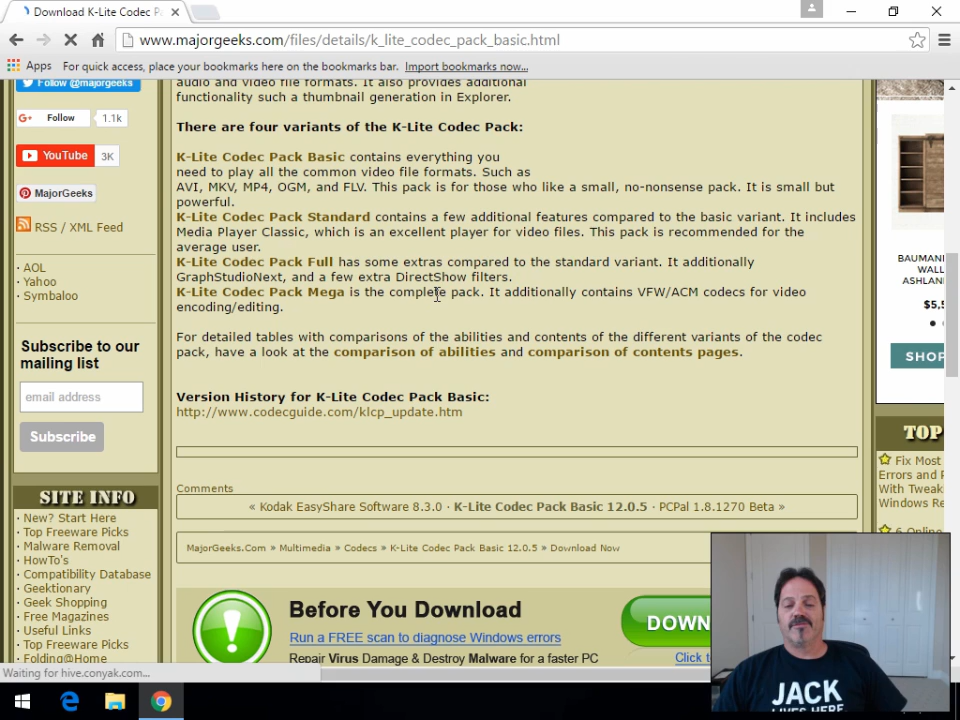 Download K-Lite Codec P
www.majorgeeks.com/files/details/k_lite_codec_pack_basic.html
Apps For quick access, place your bookmarks here on the bookmarks bar. Import bookmarks now...
Follow @majorgeeks
G+ Follow 1.1k
YouTube 3K
MajorGeeks
RSS / XML Feed
· AOL
· Yahoo
· Symbaloo
Subscribe to our
mailing list
email address
Subscribe
SITE INFO
· New? Start Here
· Top Freeware Picks
· Malware Removal
· HowTo's
· Compatibility Database
· Geektionary
· Geek Shopping
· Free Magazines
· Useful Links
· Top Freeware Picks
· Folding@Home
audio and video file formats. It also provides additional
functionality such a thumbnail generation in Explorer.
There are four variants of the K-Lite Codec Pack:
K-Lite Codec Pack Basic contains everything you
need to play all the common video file formats. Such as
AVI, MKV, MP4, OGM, and FLV. This pack is for those who like a small, no-nonsense pack. It is small but
powerful.
K-Lite Codec Pack Standard contains a few additional features compared to the basic variant. It includes
Media Player Classic, which is an excellent player for video files. This pack is recommended for the
average user.
K-Lite Codec Pack Full has some extras compared to the standard variant. It additionally
GraphStudioNext, and a few extra DirectShow filters.
K-Lite Codec Pack Mega is the complete pack. It additionally contains VFW/ACM codecs for video
encoding/editing.
For detailed tables with comparisons of the abilities and contents of the different variants of the codec
pack, have a look at the comparison of abilities and comparison of contents pages.
Version History for K-Lite Codec Pack Basic:
http://www.codecguide.com/klcp_update.htm
Comments
« Kodak EasyShare Software 8.3.0 · K-Lite Codec Pack Basic 12.0.5 · PCPal 1.8.1270 Beta »
MajorGeeks.Com » Multimedia » Codecs » K-Lite Codec Pack Basic 12.0.5 » Download Now
Before You Download
Run a FREE scan to diagnose Windows errors
Repair Virus Damage & Destroy Malware for a faster PC
DOWN
Click t
BAUMAN
WALL
ASHLAN
$5,
SHOP
TOP
Fix Most
Errors and
With Tweak
Windows Re
6 Online
Waiting for hive.conyak.com...
JACK
LIVES HERE